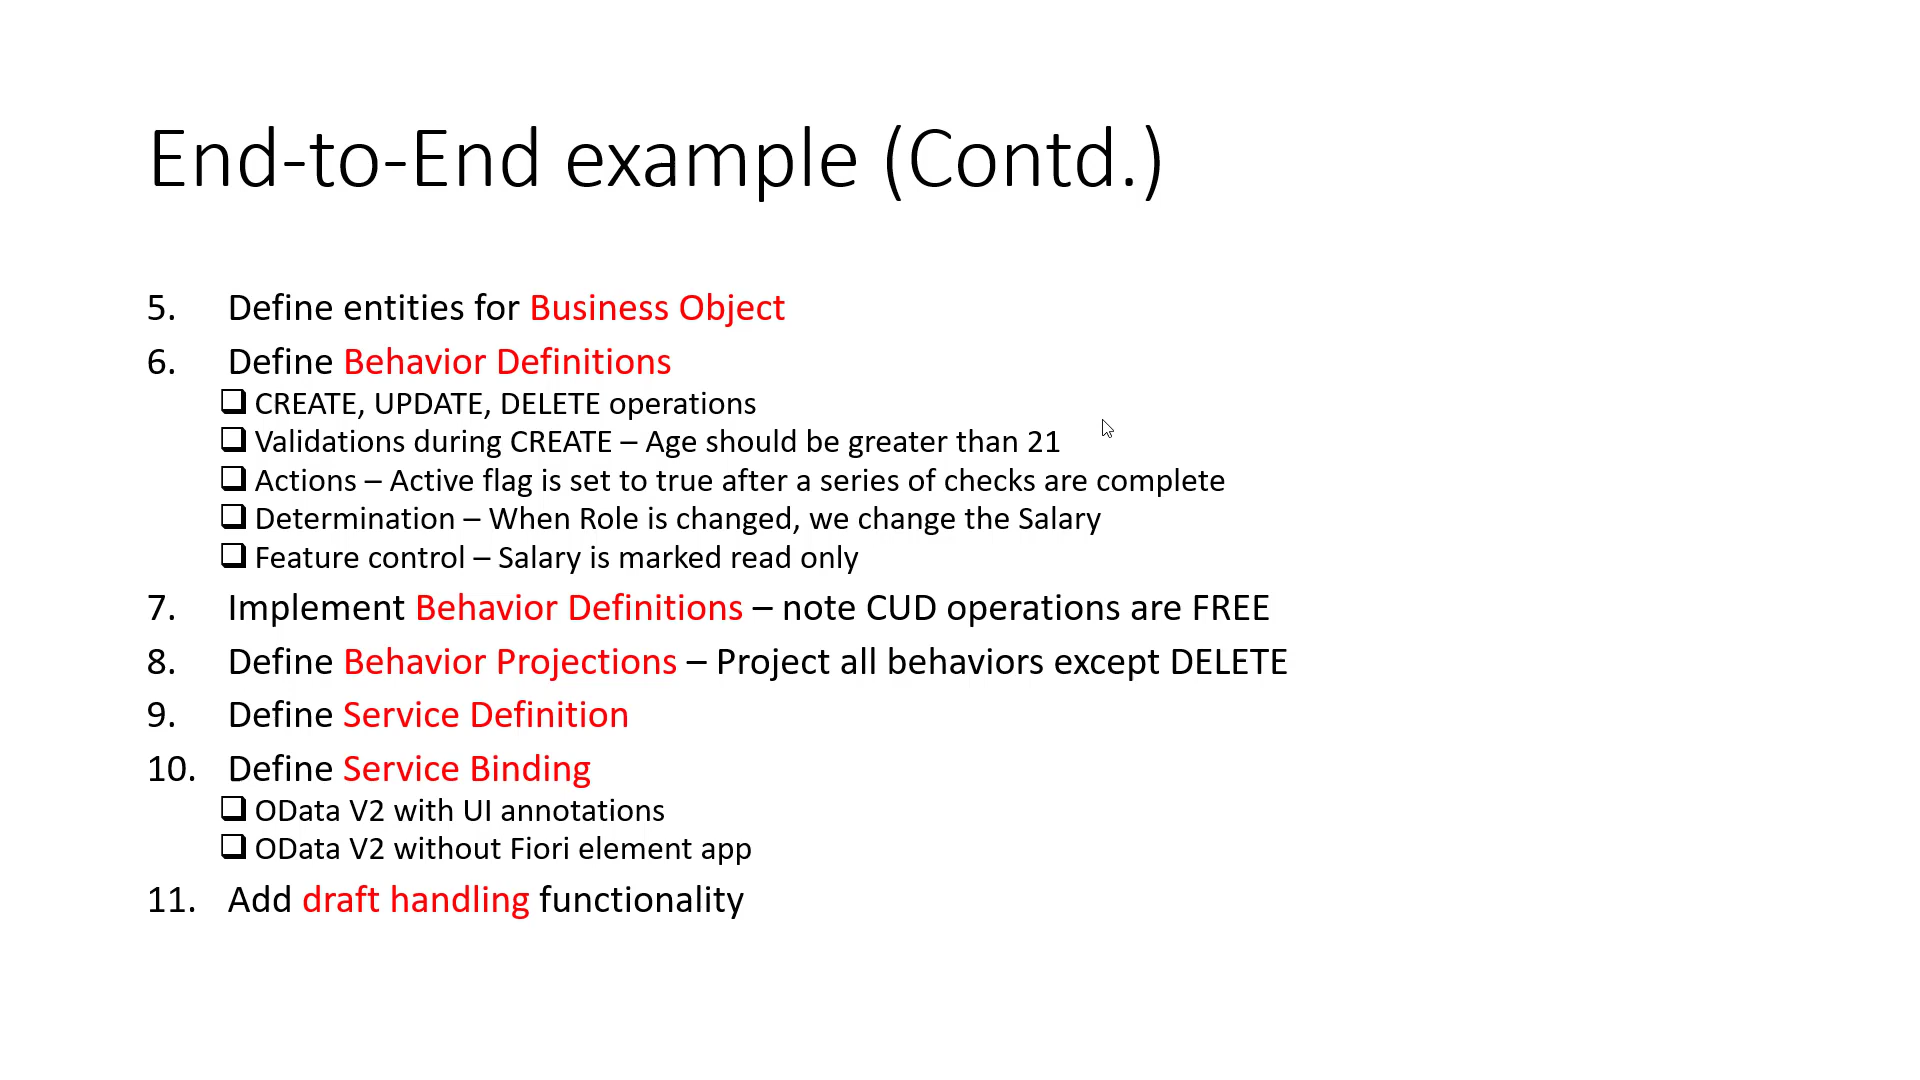 End-to-End example (Contd.)
5. Define entities for Business Object
6. Define Behavior Definitions
❑ CREATE, UPDATE, DELETE operations
❑ Validations during CREATE – Age should be greater than 21
❑ Actions – Active flag is set to true after a series of checks are complete
❑ Determination – When Role is changed, we change the Salary
❑ Feature control – Salary is marked read only
7. Implement Behavior Definitions – note CUD operations are FREE
8. Define Behavior Projections – Project all behaviors except DELETE
9. Define Service Definition
10. Define Service Binding
❑ OData V2 with UI annotations
❑ OData V2 without Fiori element app
11. Add draft handling functionality